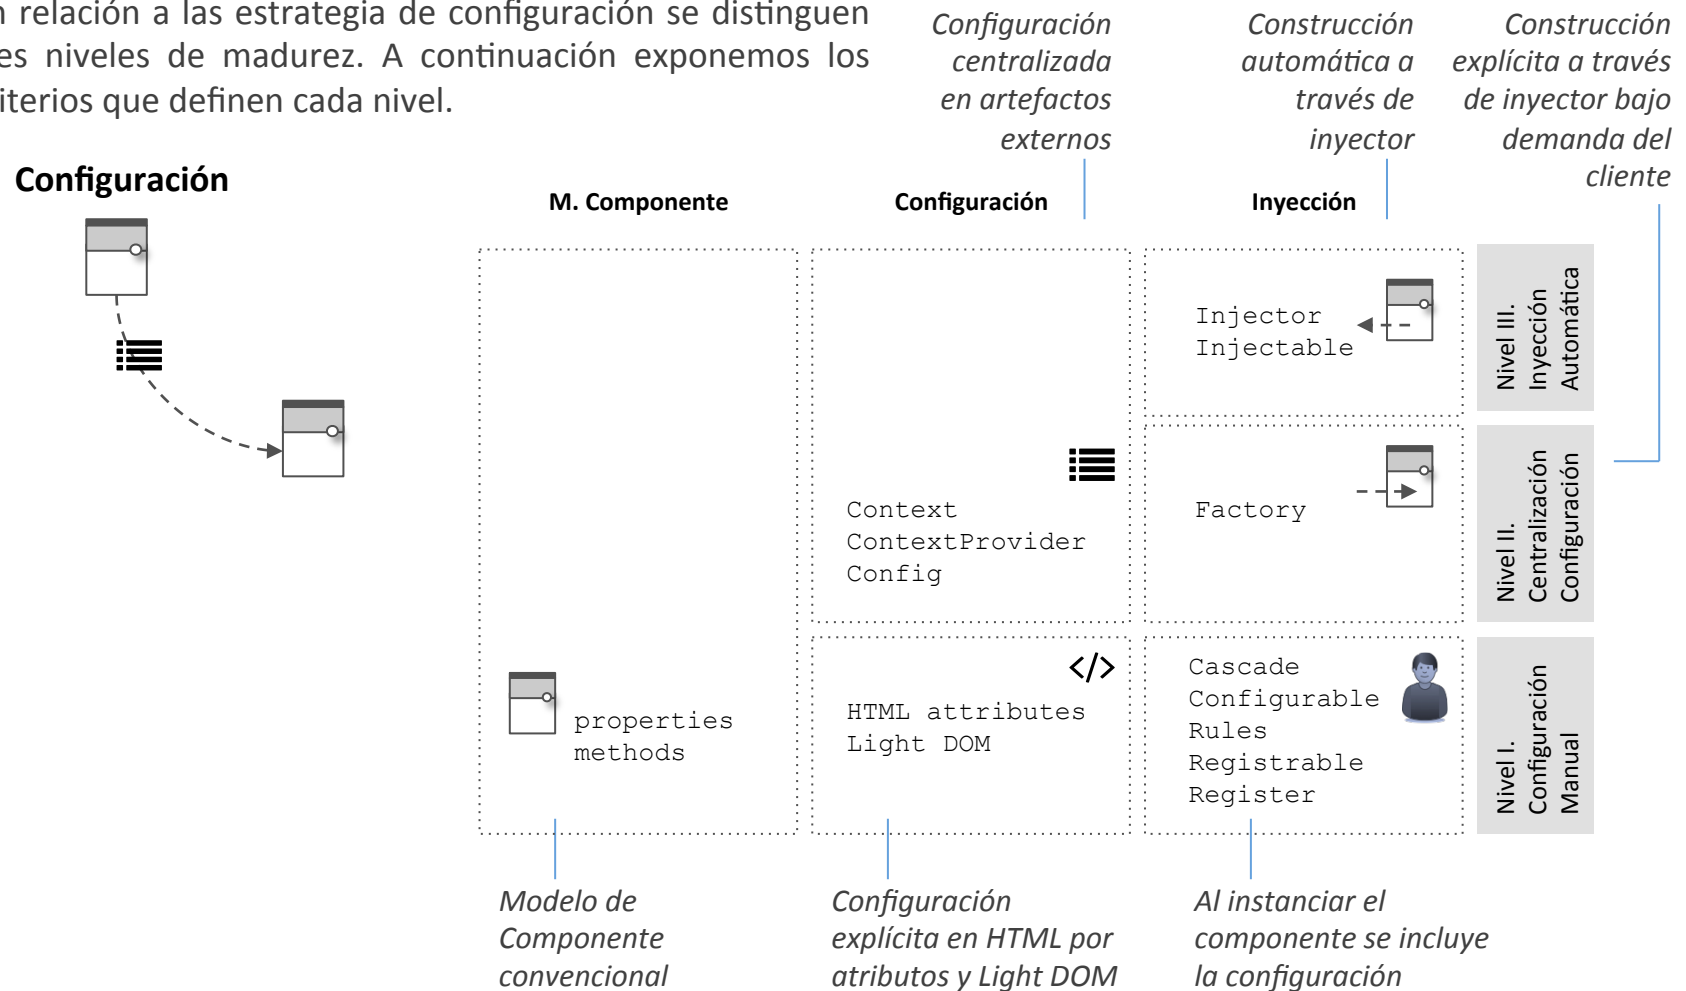 n relación a las estrategia de configuración se distinguen
es niveles de madurez. A continuación exponemos los
iterios que definen cada nivel.
Configuración
centralizada
en artefactos
externos
Construcción
automática a
través de
inyector
Construcción
explícita a través
de inyector bajo
demanda del
cliente
Configuración
M. Componente
Configuración
Inyección
Injector
Injectable
Nivel III.
Inyección
Automática
Context
ContextProvider
Config
Factory
Nivel II.
Centralización
Configuración
properties
methods
</>
HTML attributes
Light DOM
Cascade
Configurable
Rules
Registrable
Register
Nivel I.
Configuración
Manual
Modelo de
Componente
convencional
Configuración
explícita en HTML por
atributos y Light DOM
Al instanciar el
componente se incluye
la configuración